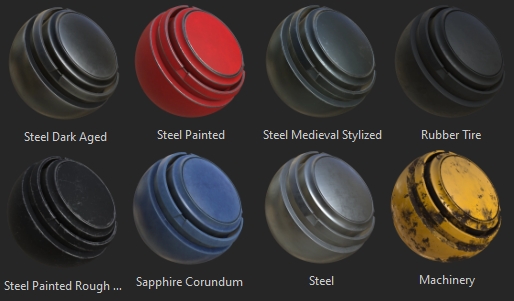 Steel Dark Aged
Steel Painted
Steel Medieval Stylized
Rubber Tire
Steel Painted Rough ...
Sapphire Corundum
Steel
Machinery